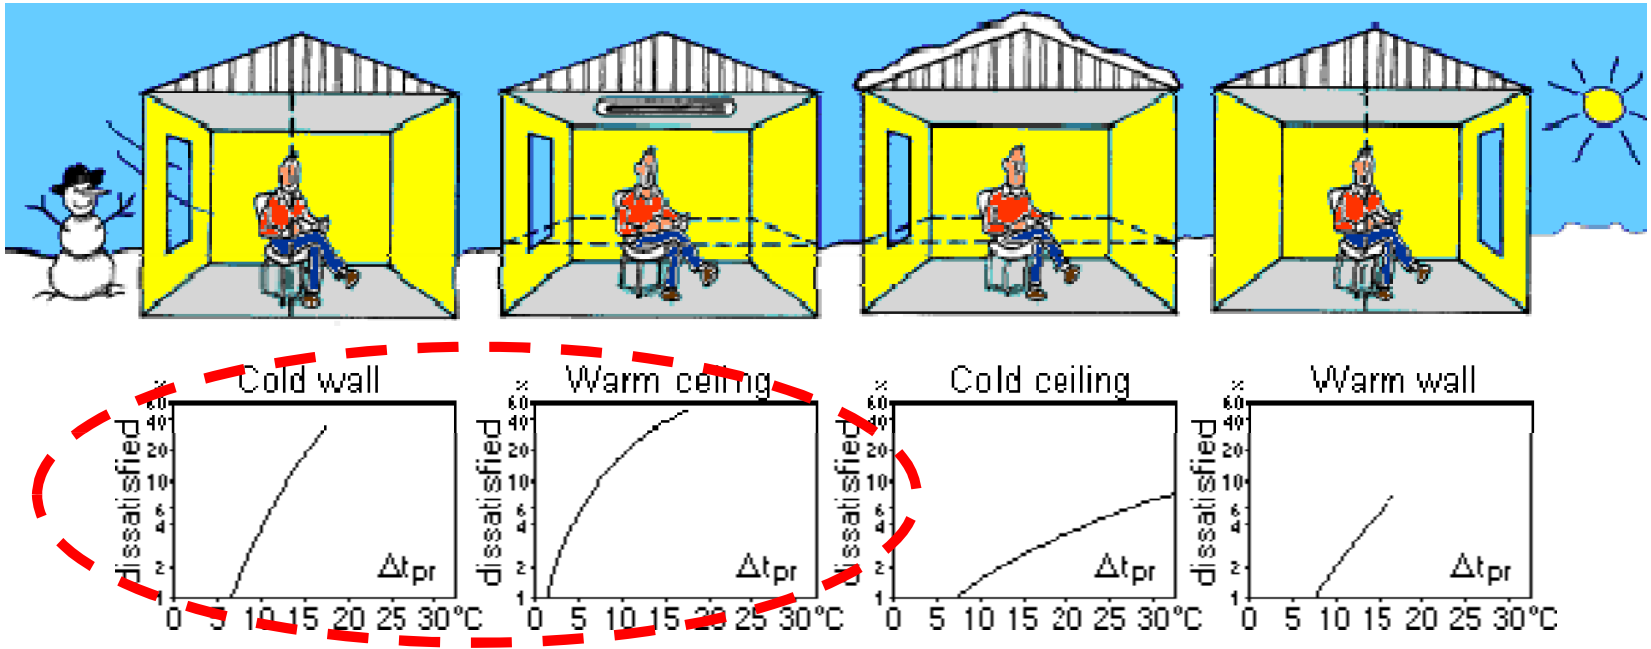 Cold wall
%
dissatisfied
60
40
20
10
6
4
2
1
Δtpr
0 5 10 15 20 25 30°C
Warm ceiling
%
dissatisfied
60
40
20
10
6
4
2
1
Δtpr
0 5 10 15 20 25 30°C
Cold ceiling
%
dissatisfied
60
40
20
10
6
4
2
1
Δtpr
0 5 10 15 20 25 30°C
Warm wall
%
dissatisfied
60
40
20
10
6
4
2
1
Δtpr
0 5 10 15 20 25 30°C